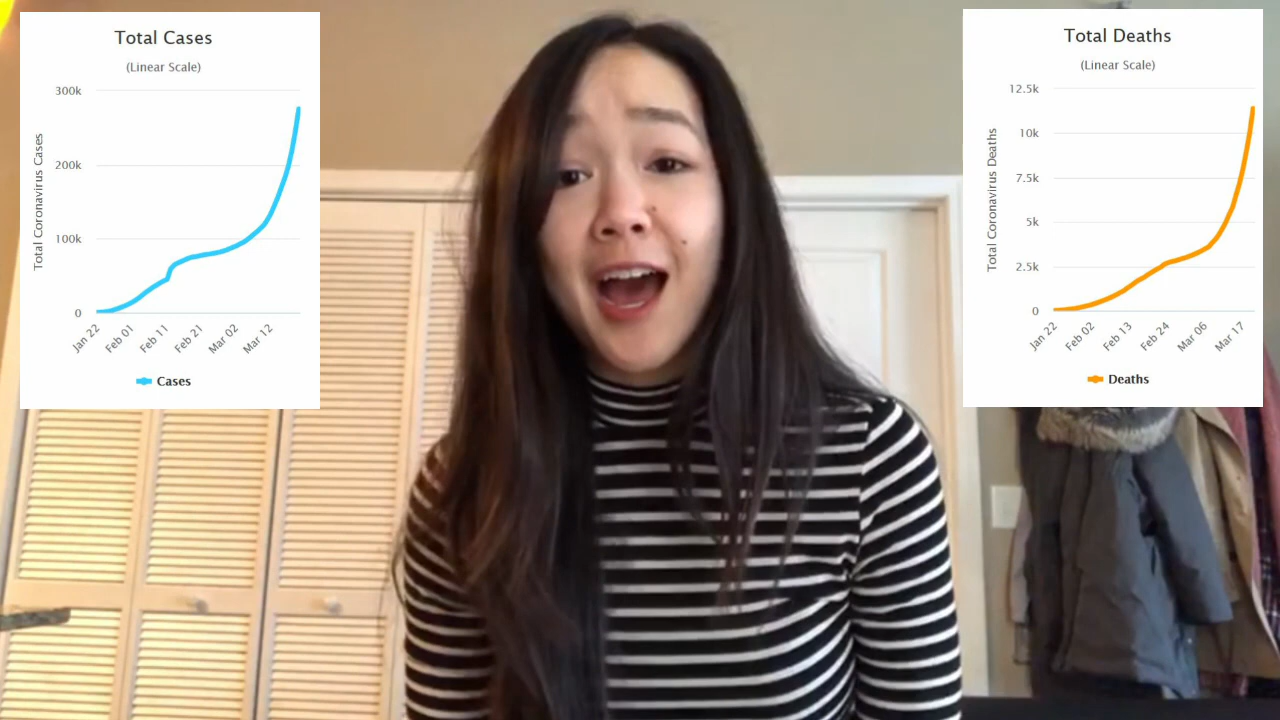 Total Cases
(Linear Scale)
Total Coronavirus Cases
300k
200k
100k
0
Jan 22
Feb 01
Feb 11
Feb 21
Mar 02
Mar 12
Cases
Total Deaths
(Linear Scale)
Total Coronavirus Deaths
12.5k
10k
7.5k
5k
2.5k
0
Jan 22
Feb 02
Feb 13
Feb 24
Mar 06
Mar 17
Deaths